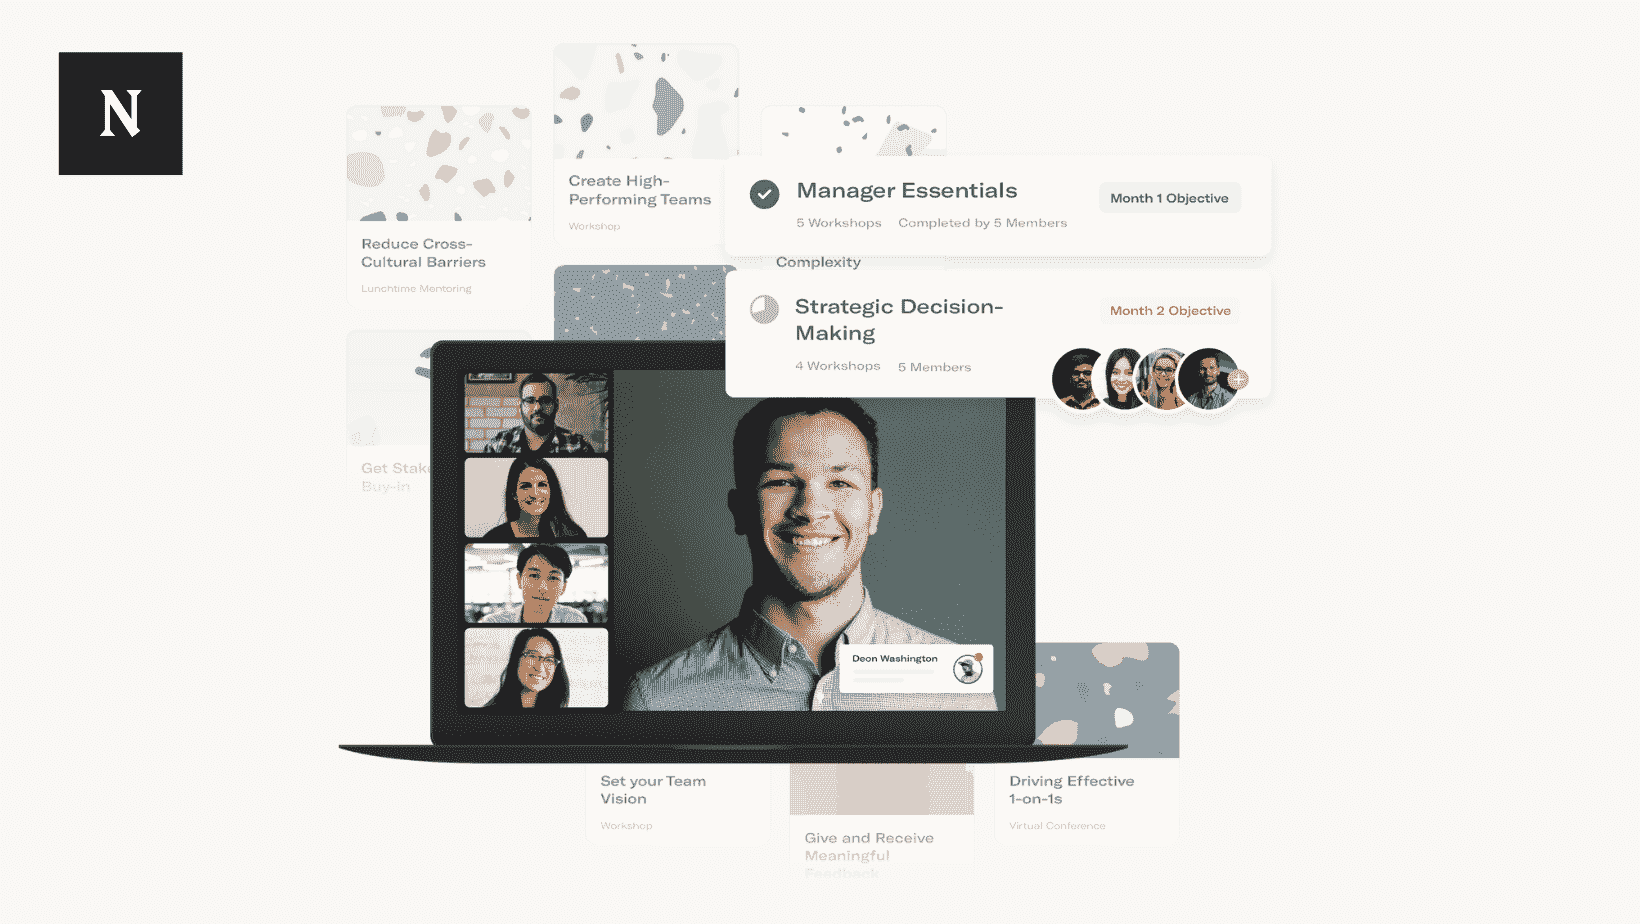 N
Create High-
Performing Teams
Workshop
Reduce Cross-
Cultural Barriers
Lunchtime Mentoring
Manager Essentials
5 Workshops
Completed by 5 Members
Month 1 Objective
Complexity
Strategic Decision-
Making
4 Workshops
5 Members
Month 2 Objective
Get Stak
Buy-in
Deon Washington
Set your Team
Vision
Workshop
Give and Receive
Meaningful
Feedback
Driving Effective
1-on-1s
Virtual Conference